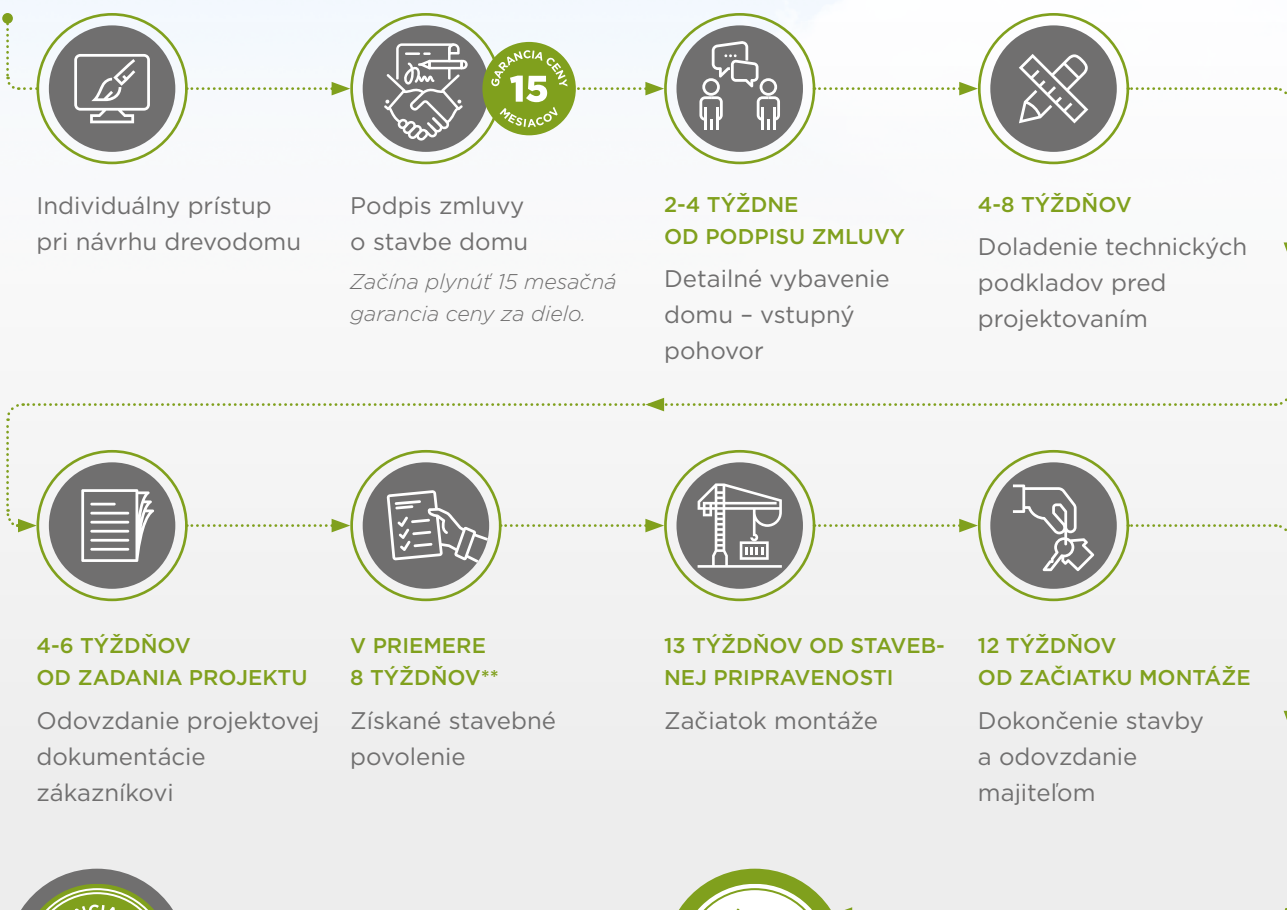 GARANCIA CENY
15
MESIACOV
Individuálny prístup
pri návrhu drevodomu
Podpis zmluvy
o stavbe domu
Začína plynúť 15 mesačná
garancia ceny za dielo.
2-4 TÝŽDNE
OD PODPISU ZMLUVY
Detailné vybavenie
domu – vstupný
pohovor
4-8 TÝŽDŇOV
Doladenie technických
podkladov pred
projektovaním
4-6 TÝŽDŇOV
OD ZADANIA PROJEKTU
Odovzdanie projektovej
dokumentácie
zákazníkovi
V PRIEMERE
8 TÝŽDŇOV**
Získané stavebné
povolenie
13 TÝŽDŇOV OD STAVEB-
NEJ PRIPRAVENOSTI
Začiatok montáže
12 TÝŽDŇOV
OD ZAČIATKU MONTÁŽE
Dokončenie stavby
a odovzdanie
majiteľom